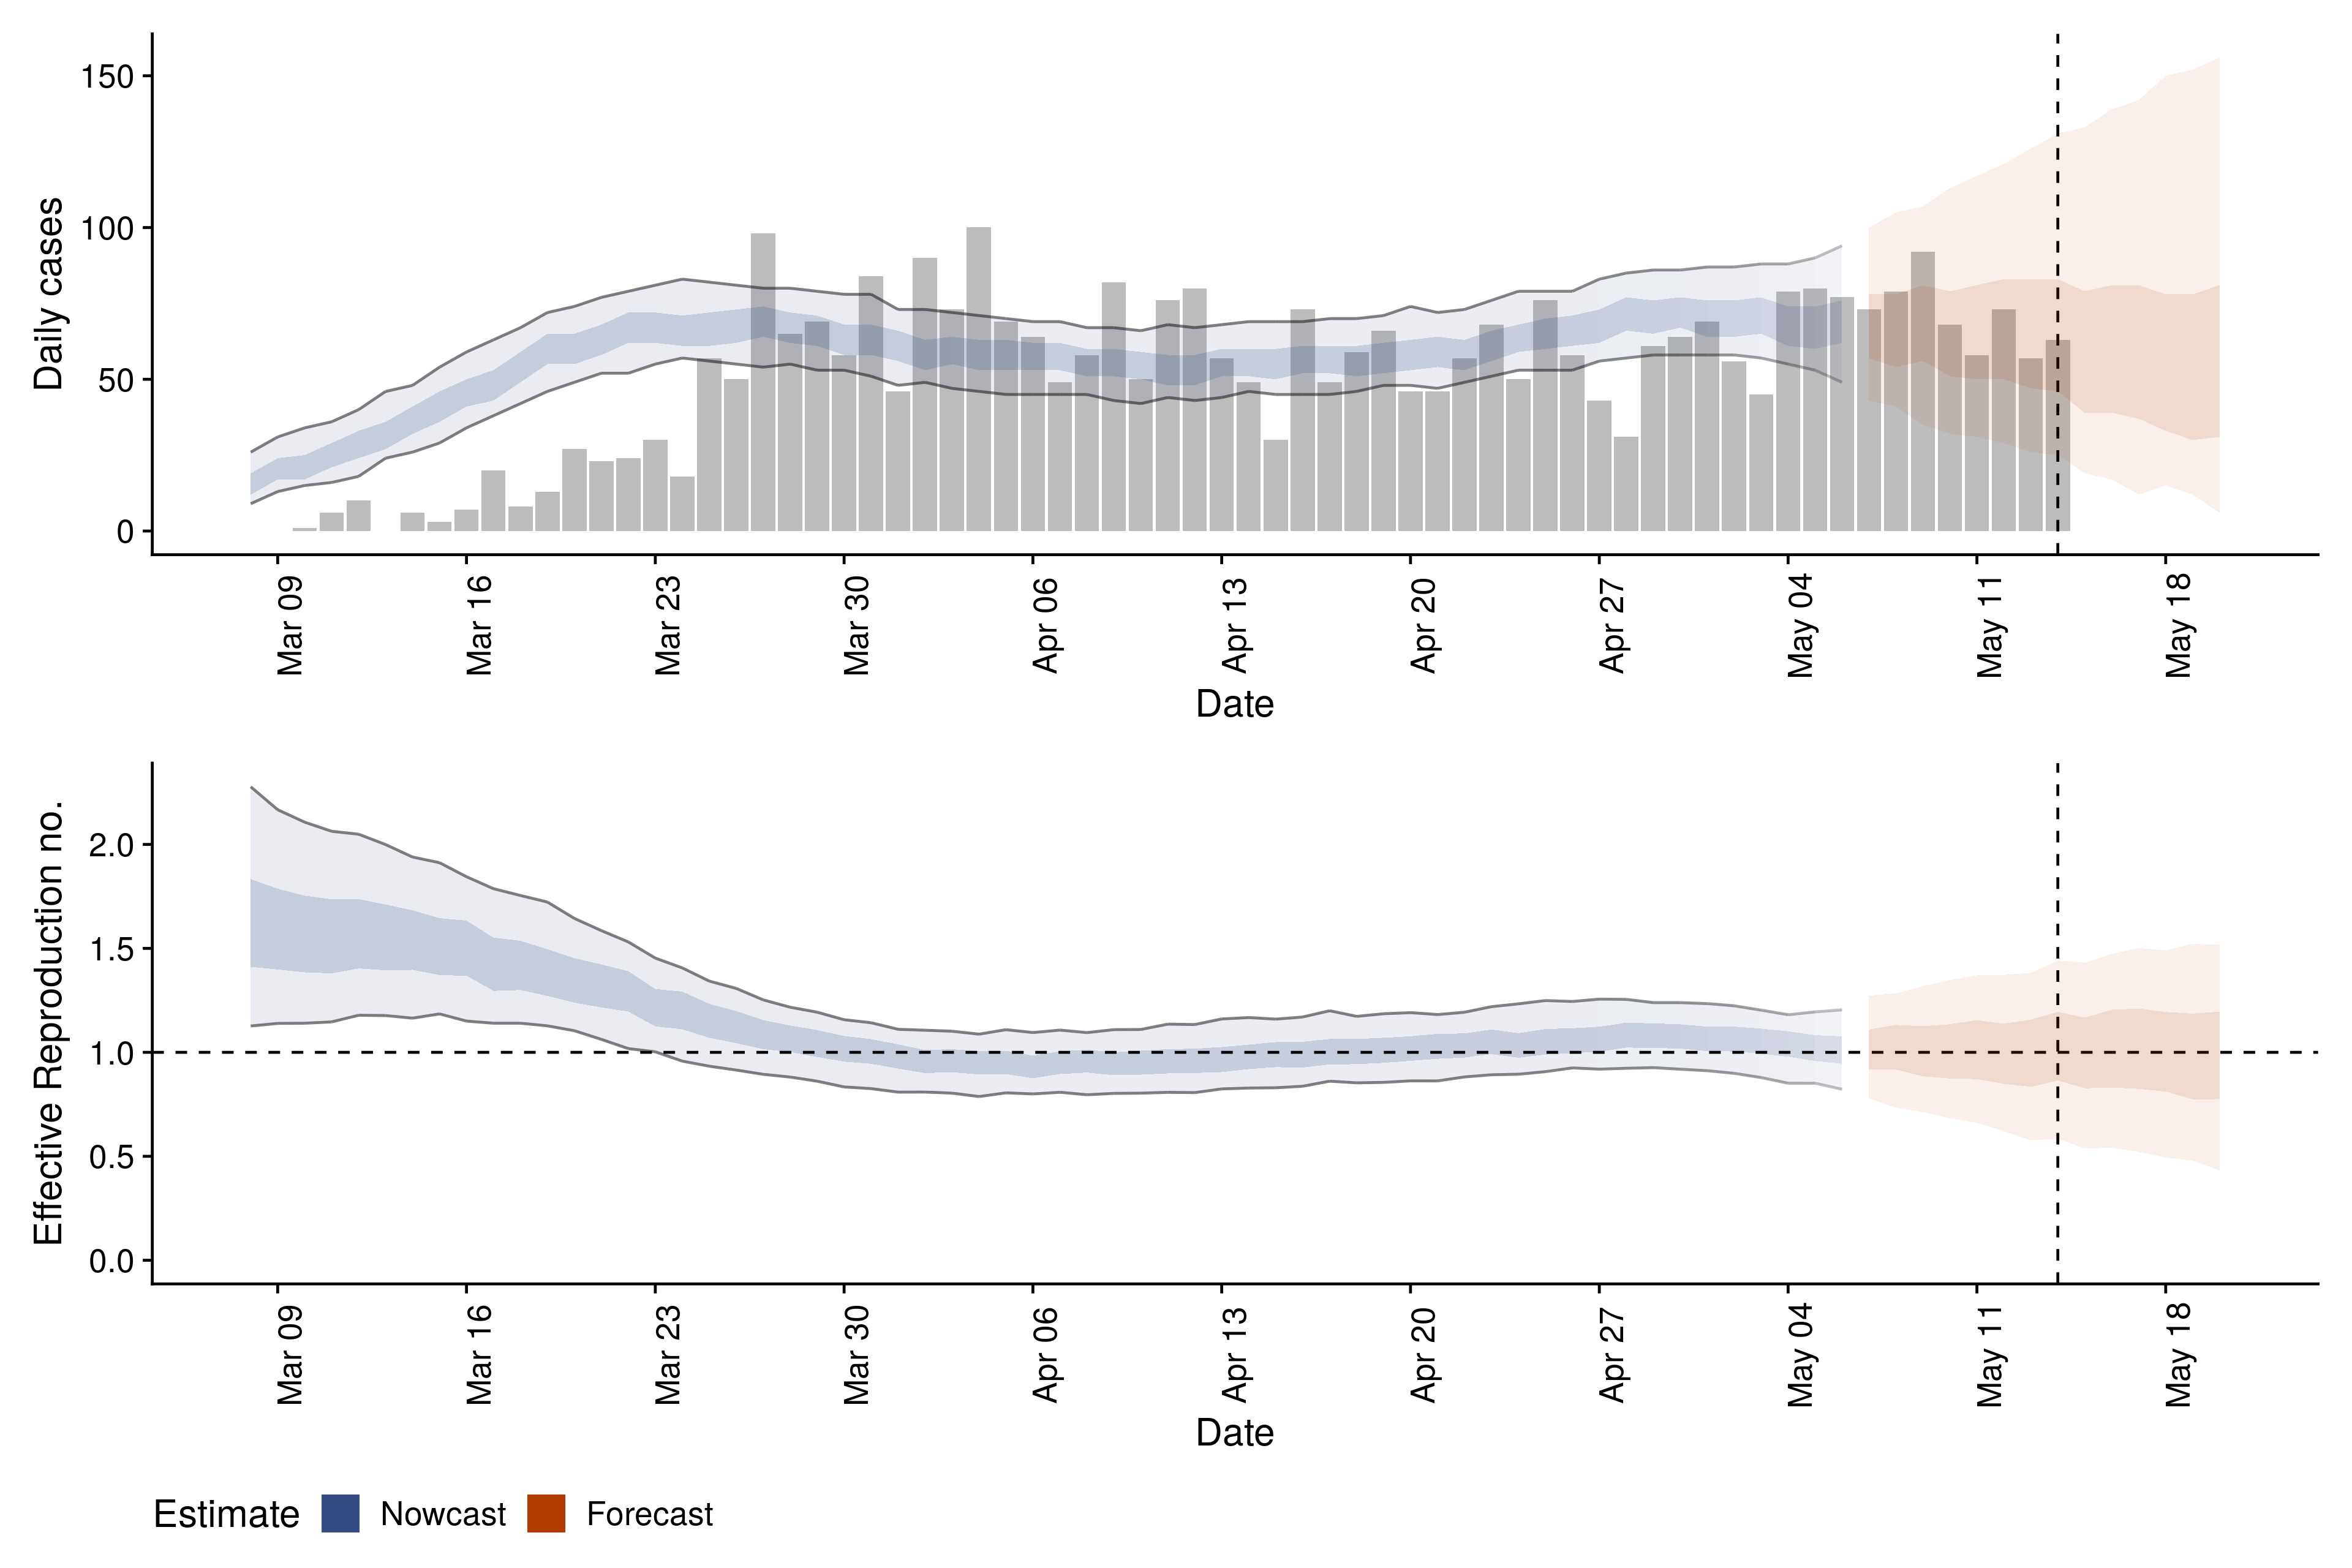 Daily cases
150
100
50
0
Mar 09
Mar 16
Mar 23
Mar 30
Apr 06
Apr 13
Apr 20
Apr 27
May 04
May 11
May 18
Date
Effective Reproduction no.
2.0
1.5
1.0
0.5
0.0
Mar 09
Mar 16
Mar 23
Mar 30
Apr 06
Apr 13
Apr 20
Apr 27
May 04
May 11
May 18
Date
Estimate Nowcast Forecast